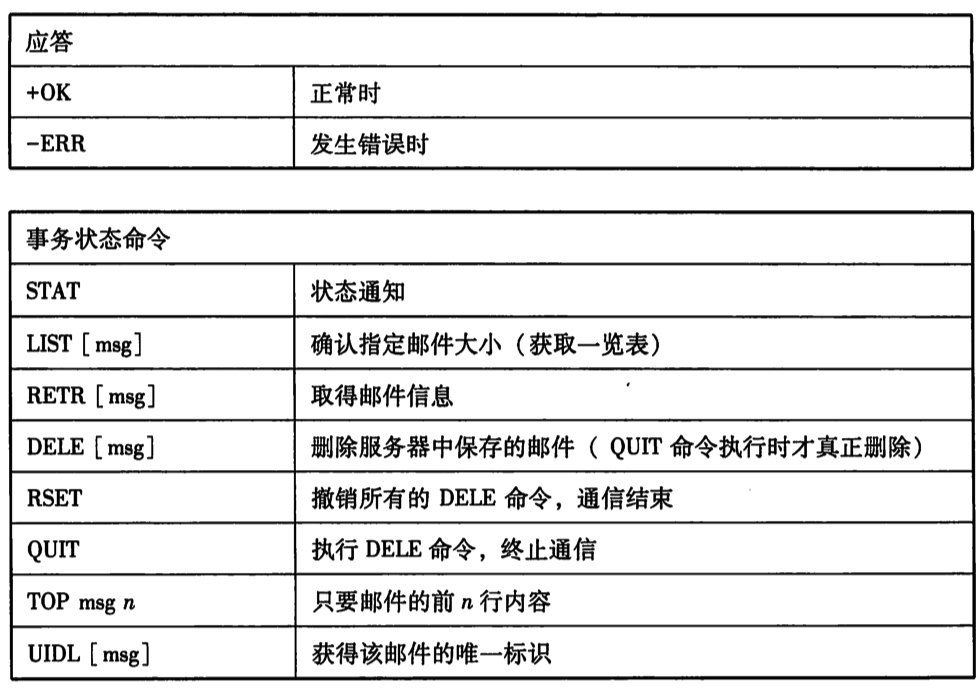 应答
+OK 正常时
-ERR 发生错误时
事务状态命令
STAT 状态通知
LIST [msg] 确认指定邮件大小（获取一览表）
RETR [msg] 取得邮件信息
DELE [msg] 删除服务器中保存的邮件（ QUIT 命令执行时才真正删除）
RSET 撤销所有的 DELE 命令，通信结束
QUIT 执行 DELE 命令，终止通信
TOP msg n 只要邮件的前 n 行内容
UIDL [msg] 获得该邮件的唯一标识